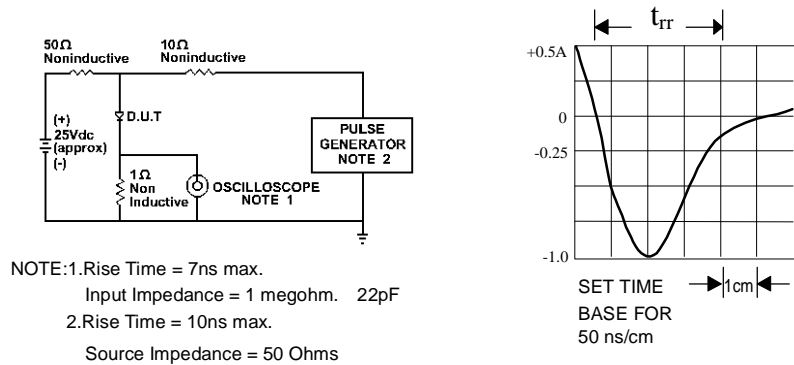 50Ω
Noninductive
10Ω
Noninductive
(+)
25Vdc
(approx)
(-)
D.U.T
1Ω
Non
Inductive
OSCILLOSCOPE
NOTE 1
PULSE
GENERATOR
NOTE 2
NOTE:1.Rise Time = 7ns max.
Input Impedance = 1 megohm. 22pF
2.Rise Time = 10ns max.
Source Impedance = 50 Ohms
trr
+0.5A
0
-0.25
-1.0
SET TIME
BASE FOR
50 ns/cm
1cm